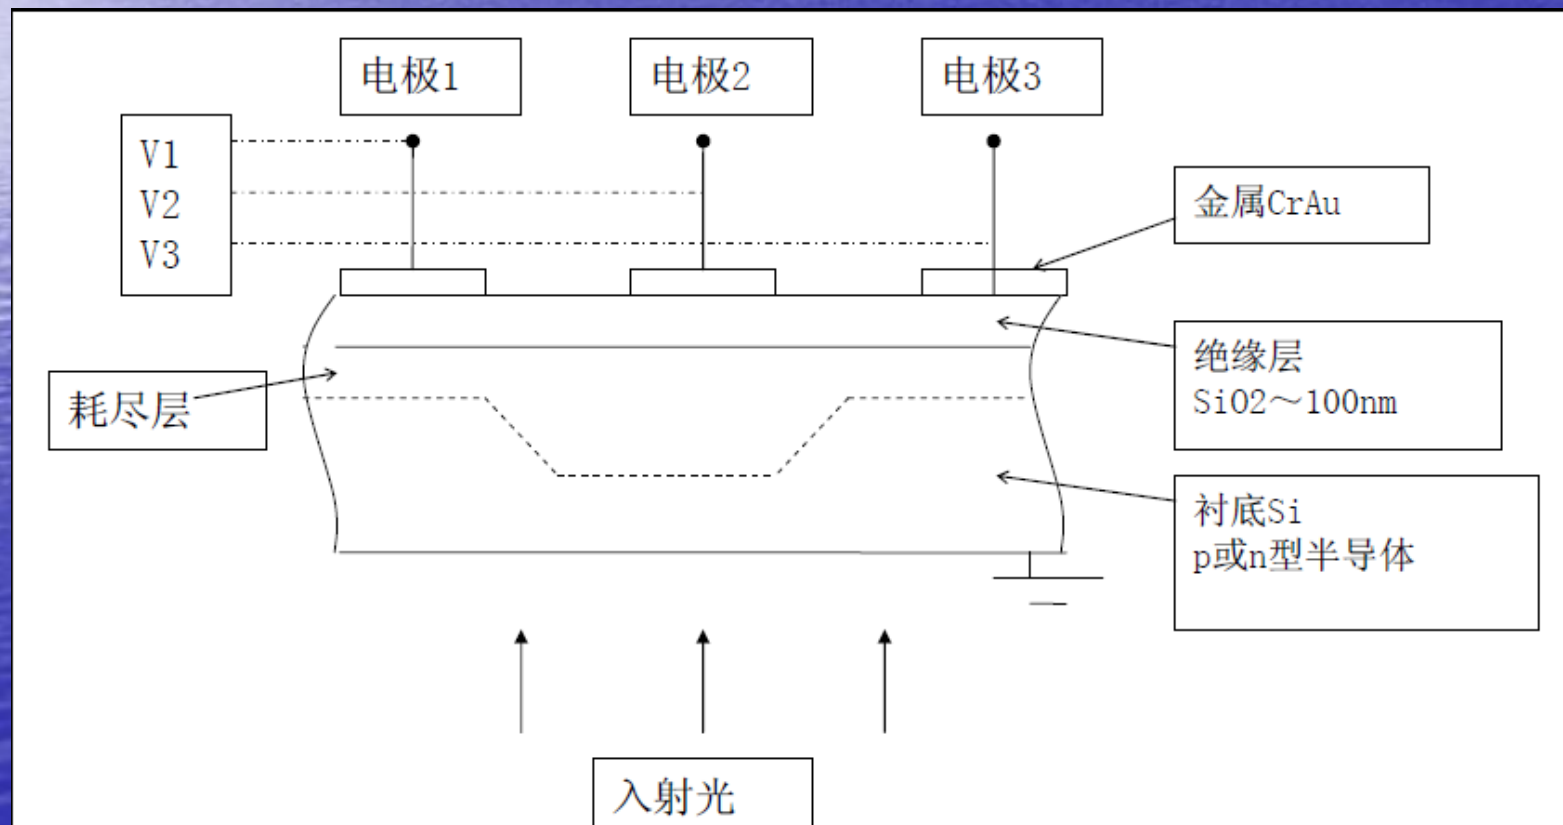 电极1
电极2
电极3
V1
V2
V3
金属CrAu
绝缘层
SiO2～100nm
耗尽层
衬底Si
p或n型半导体
入射光